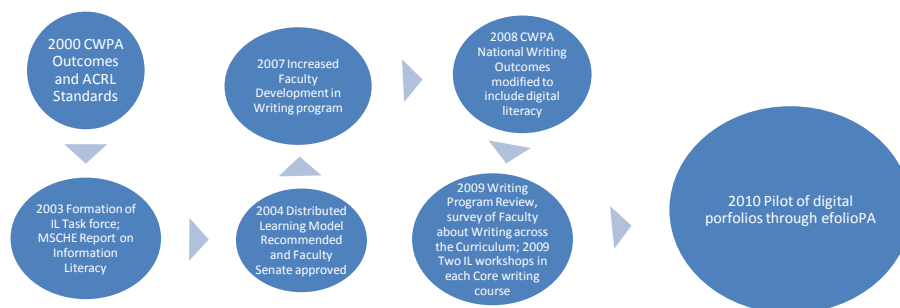 2000 CWPA
Outcomes
and ACRL
Standards
2003 Formation of
IL Task force;
MSCHE Report on
Information
Literacy
2004 Distributed
Learning Model
Recommended
and Faculty
Senate approved
2007 Increased
Faculty
Development in
Writing program
2008 CWPA
National Writing
Outcomes
modified to
include digital
literacy
2009 Writing
Program Review,
survey of Faculty
about Writing across
the Curriculum; 2009
Two IL workshops in
each Core writing
course
2010 Pilot of digital
porfolios through efolioPA